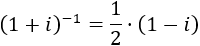 (1 + i)⁻¹ = 1/2 · (1 − i)